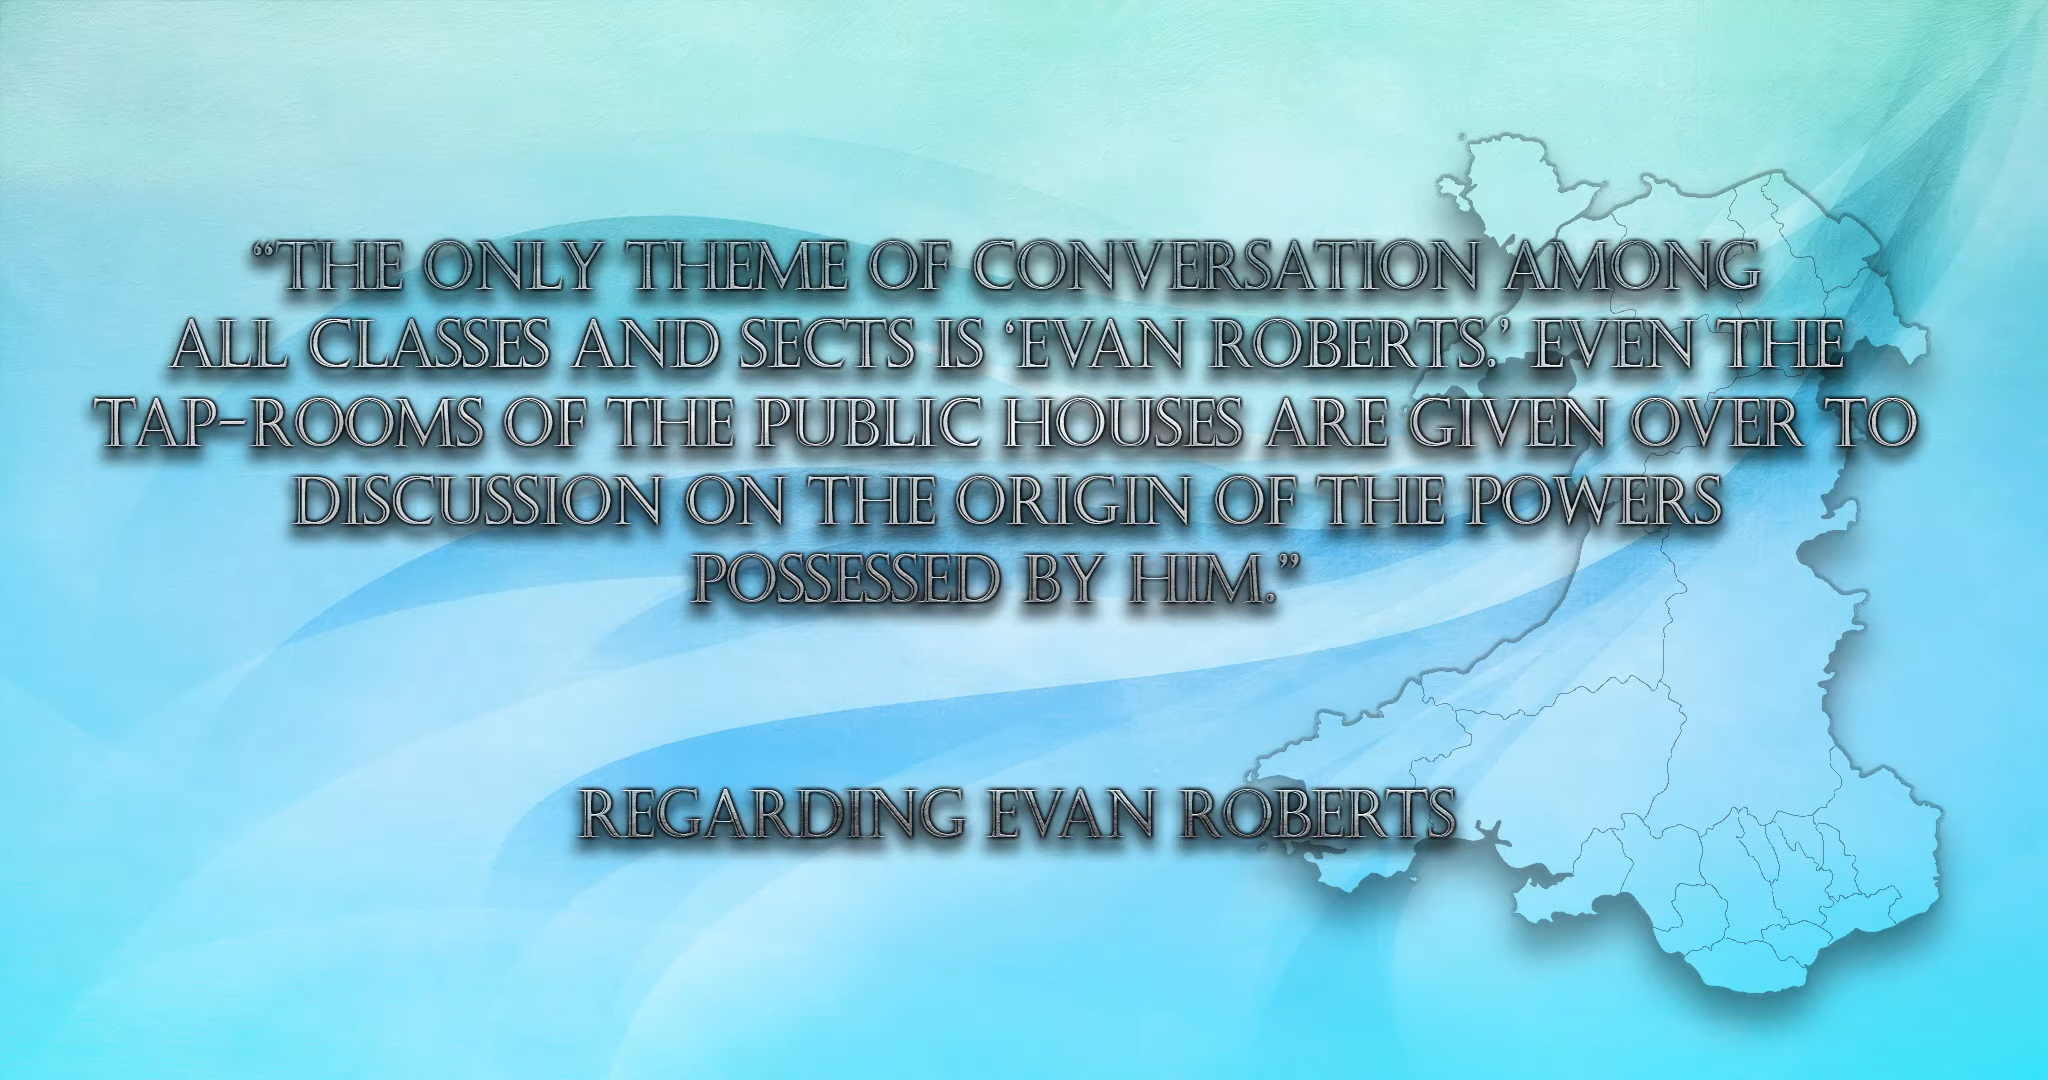 “THE ONLY THEME OF CONVERSATION AMONG
ALL CLASSES AND SECTS IS ‘EVAN ROBERTS.’ EVEN THE
TAP-ROOMS OF THE PUBLIC HOUSES ARE GIVEN OVER TO
DISCUSSION ON THE ORIGIN OF THE POWERS
POSSESSED BY HIM.”
REGARDING EVAN ROBERTS